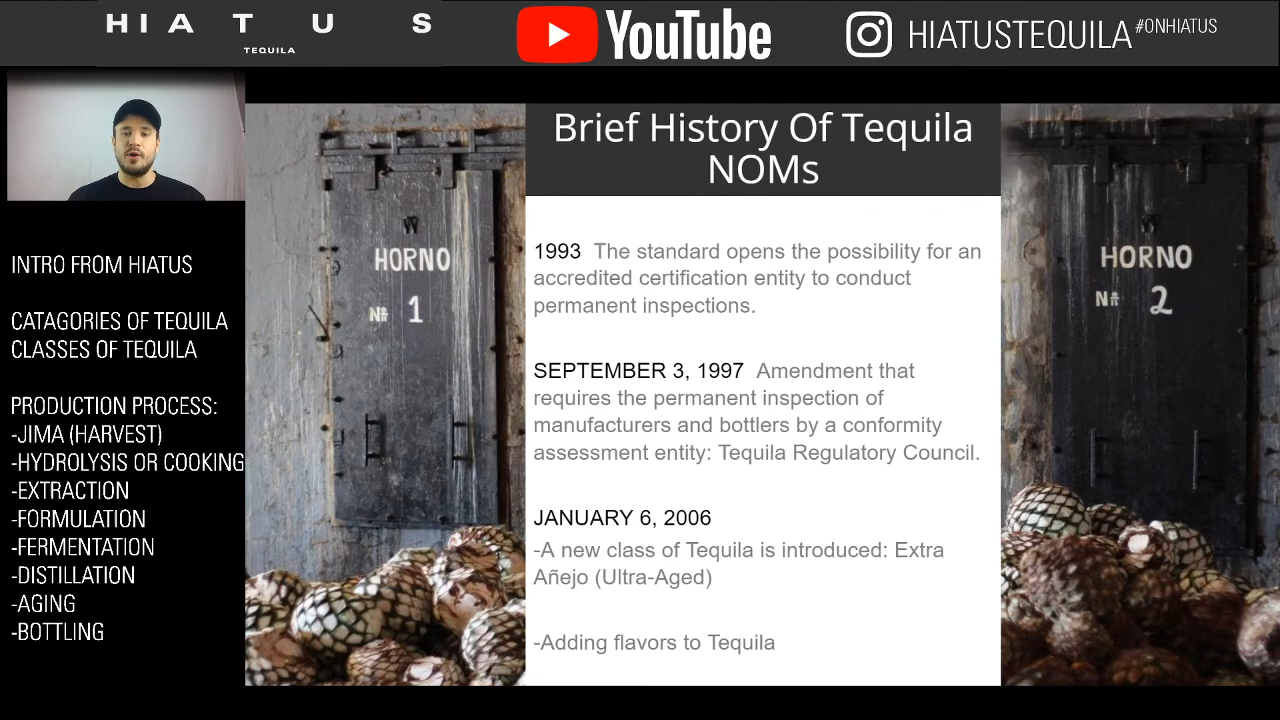 HIATUS
TEQUILA
YouTube
HIATUSTEQUILA #ONHIATUS
INTRO FROM HIATUS
CATAGORIES OF TEQUILA
CLASSES OF TEQUILA
PRODUCTION PROCESS:
-JIMA (HARVEST)
-HYDROLYSIS OR COOKING
-EXTRACTION
-FORMULATION
-FERMENTATION
-DISTILLATION
-AGING
-BOTTLING
HORNO
Nº 1
Brief History Of Tequila
NOMs
1993 The standard opens the possibility for an
accredited certification entity to conduct
permanent inspections.
SEPTEMBER 3, 1997 Amendment that
requires the permanent inspection of
manufacturers and bottlers by a conformity
assessment entity: Tequila Regulatory Council.
JANUARY 6, 2006
-A new class of Tequila is introduced: Extra
Añejo (Ultra-Aged)
-Adding flavors to Tequila
HORNO
Nº 2